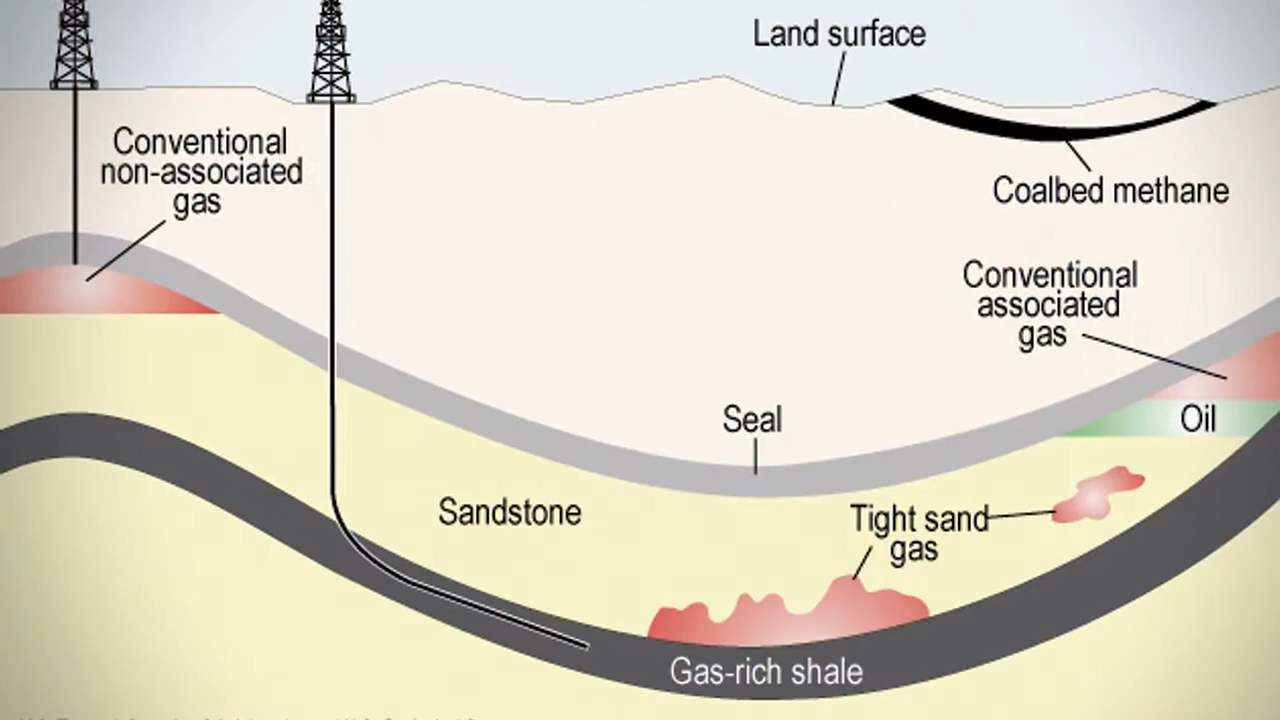 Land surface
Conventional
non-associated
gas
Coalbed methane
Conventional
associated
gas
Seal
Oil
Sandstone
Tight sand
gas
Gas-rich shale